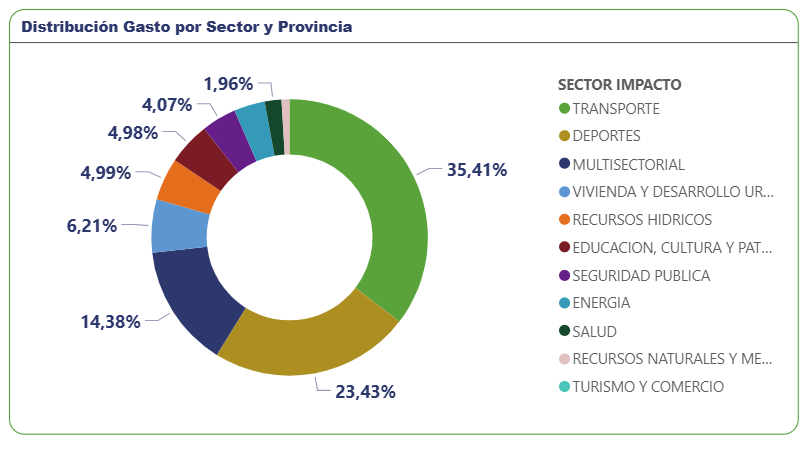 Distribución Gasto por Sector y Provincia
1,96%
4,07%
4,98%
4,99%
6,21%
14,38%
23,43%
35,41%
SECTOR IMPACTO
TRANSPORTE
DEPORTES
MULTISECTORIAL
VIVIENDA Y DESARROLLO UR...
RECURSOS HIDRICOS
EDUCACION, CULTURA Y PAT...
SEGURIDAD PUBLICA
ENERGIA
SALUD
RECURSOS NATURALES Y ME...
TURISMO Y COMERCIO